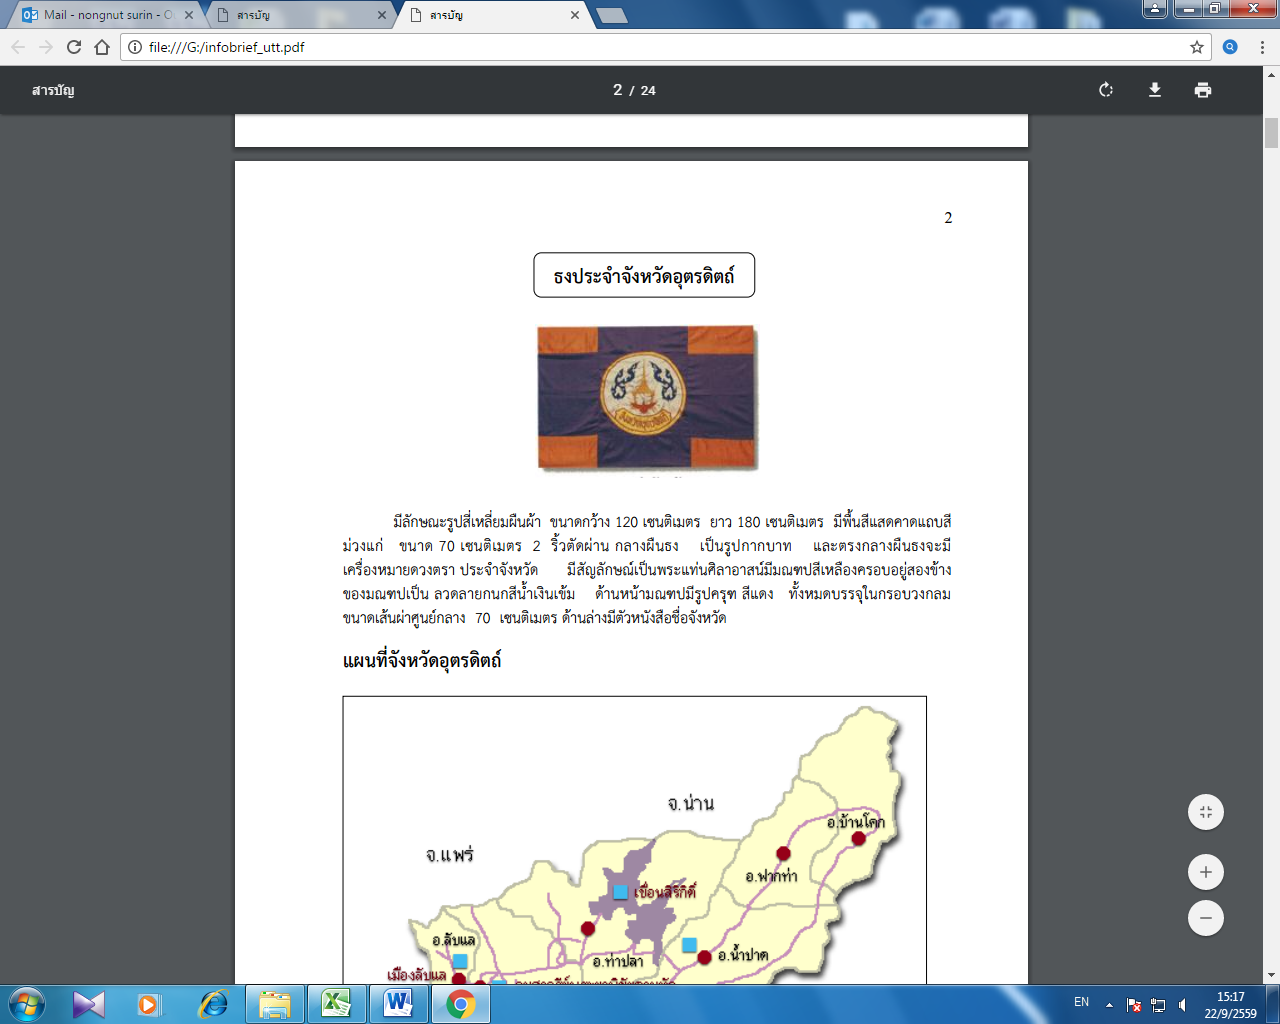 Mail - nongnut surin - O
สารบัญ
สารบัญ
file:///G:/infobrief_utt.pdf
สารบัญ
2 / 24
2
ธงประจำจังหวัดอุตรดิตถ์
จังหวัดอุตรดิตถ์
มีลักษณะรูปสี่เหลี่ยมผืนผ้า ขนาดกว้าง 120 เซนติเมตร ยาว 180 เซนติเมตร มีพื้นสีแสดคาดแถบสี
ม่วงแก่ ขนาด 70 เซนติเมตร 2 ริ้วตัดผ่าน กลางผืนธง เป็นรูปกากบาท และตรงกลางผืนธงจะมี
เครื่องหมายดวงตรา ประจำจังหวัด มีสัญลักษณ์เป็นพระแท่นศิลาอาสน์มีมณฑปสีเหลืองครอบอยู่สองข้าง
ของมณฑปเป็น ลวดลายกนกสีน้ำเงินเข้ม ด้านหน้ามณฑปมีรูปครุฑ สีแดง ทั้งหมดบรรจุในกรอบวงกลม
ขนาดเส้นผ่าศูนย์กลาง 70 เซนติเมตร ด้านล่างมีตัวหนังสือชื่อจังหวัด
แผนที่จังหวัดอุตรดิตถ์
จ.น่าน
อ.บ้านโคก
จ.แพร่
อ.ฟากท่า
เขื่อนสิริกิติ์
อ.ลับแล
อ.ท่าปลา
อ.น้ำปาด
เมืองลับแล
EN
15:17
22/9/2559